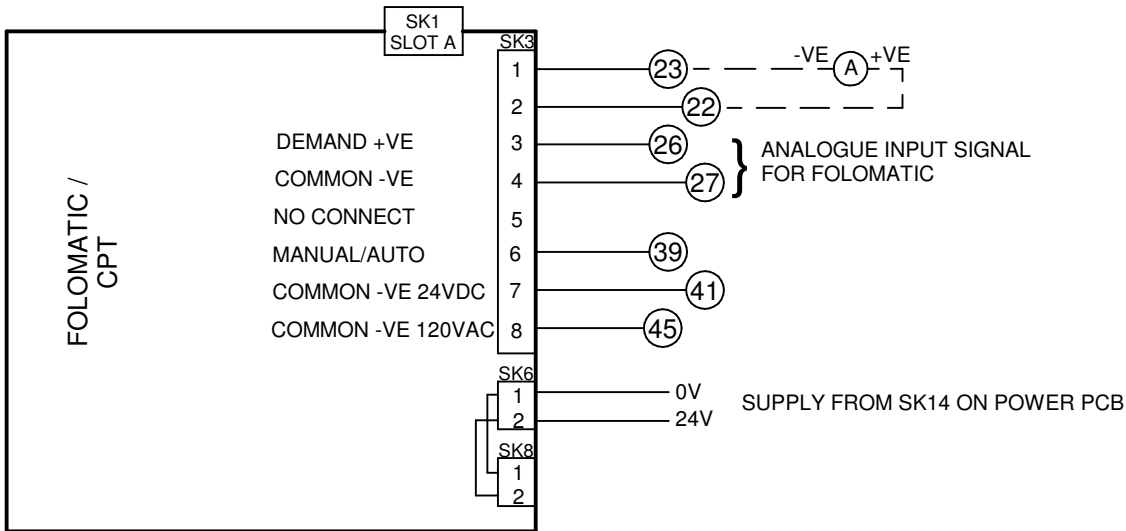 SK1
SLOT A
SK3
1
23
-VE
A
+VE
2
22
DEMAND +VE
3
26
ANALOGUE INPUT SIGNAL
FOR FOLOMATIC
COMMON -VE
4
27
NO CONNECT
5
MANUAL/AUTO
6
39
COMMON -VE 24VDC
7
41
COMMON -VE 120VAC
8
45
FOLOMATIC /
CPT
SK6
1
0V
2
24V
SUPPLY FROM SK14 ON POWER PCB
SK8
1
2